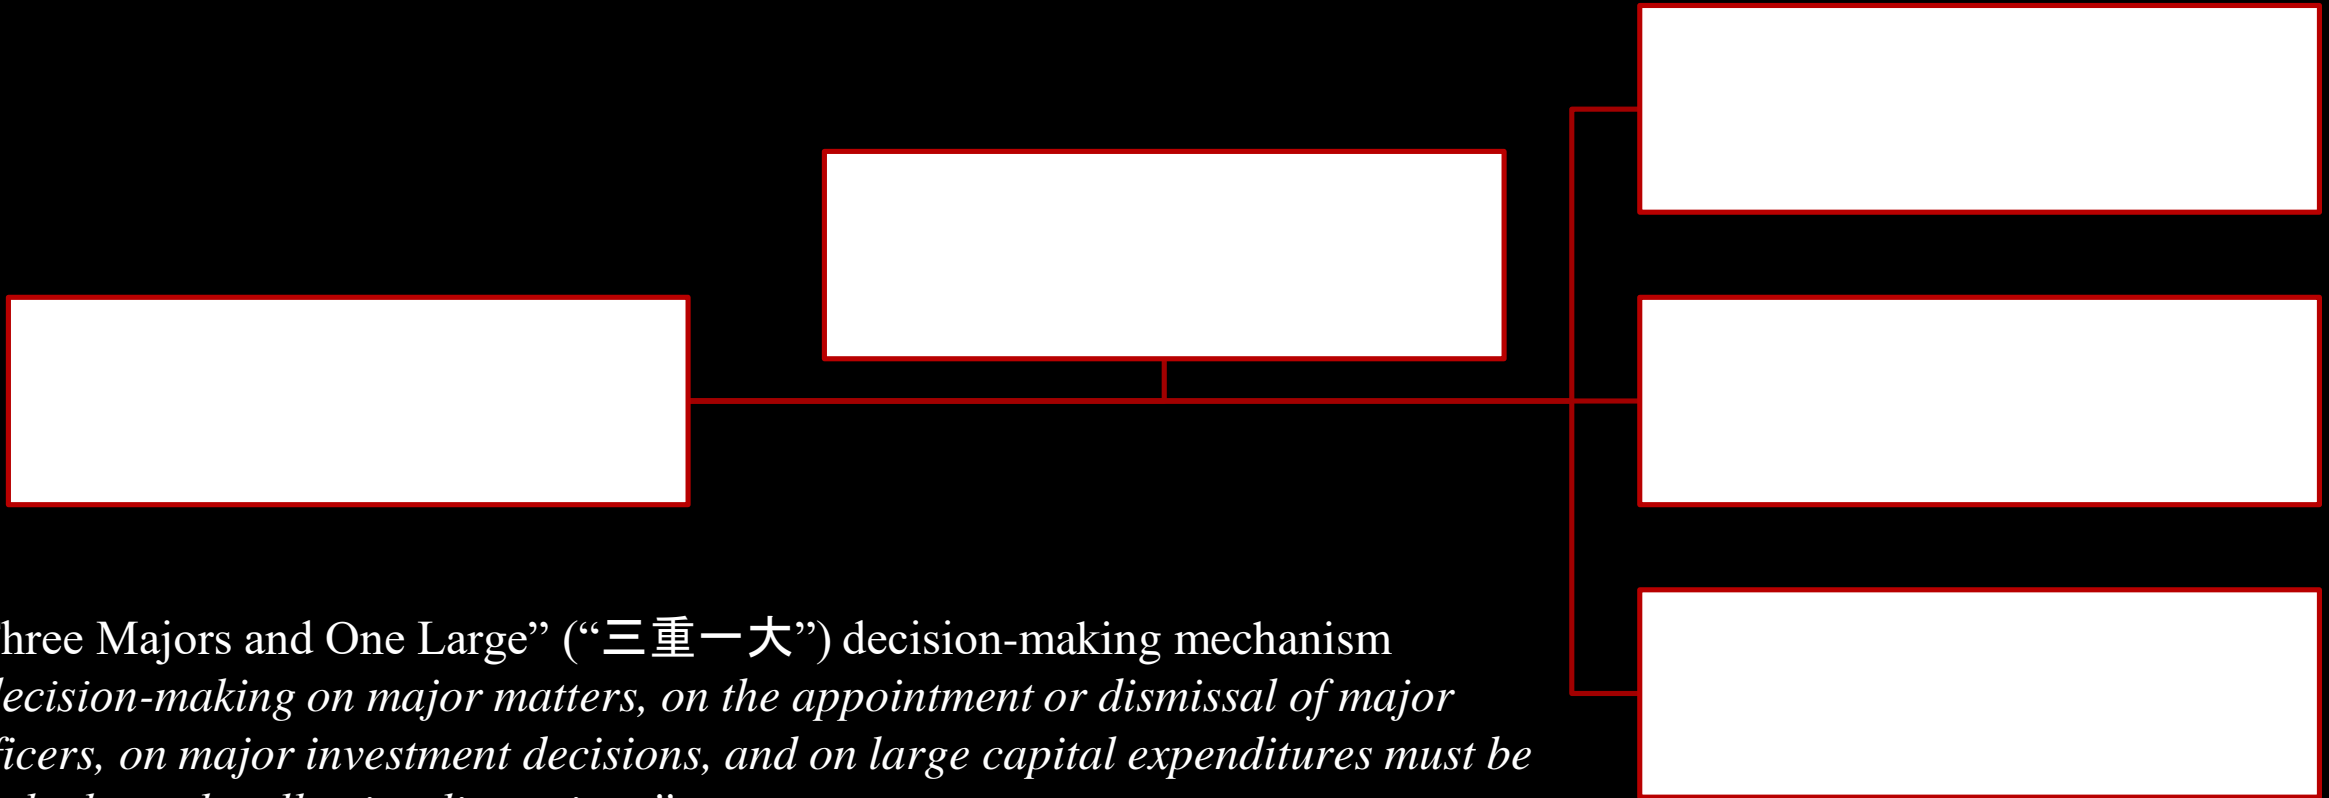 hree Majors and One Large” (“三重一大”) decision-making mechanism
ecision-making on major matters, on the appointment or dismissal of major
ficers, on major investment decisions, and on large capital expenditures must be